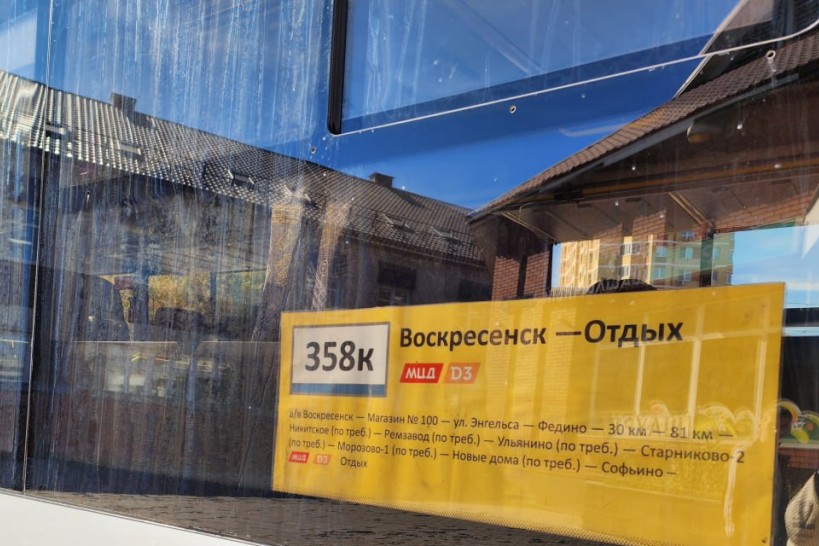 358к
Воскресенск — Отдых
МЦД D3
а/в Воскресенск — Магазин № 100 — ул. Энгельса — Федино — 30 км — 81 км —
Никитское (по треб.) — Ремзавод (по треб.) — Ульянино (по треб.) — Старниково-2
(по треб.) — Морозово-1 (по треб.) — Новые дома (по треб.) — Софьино –
МЦД D3 Отдых